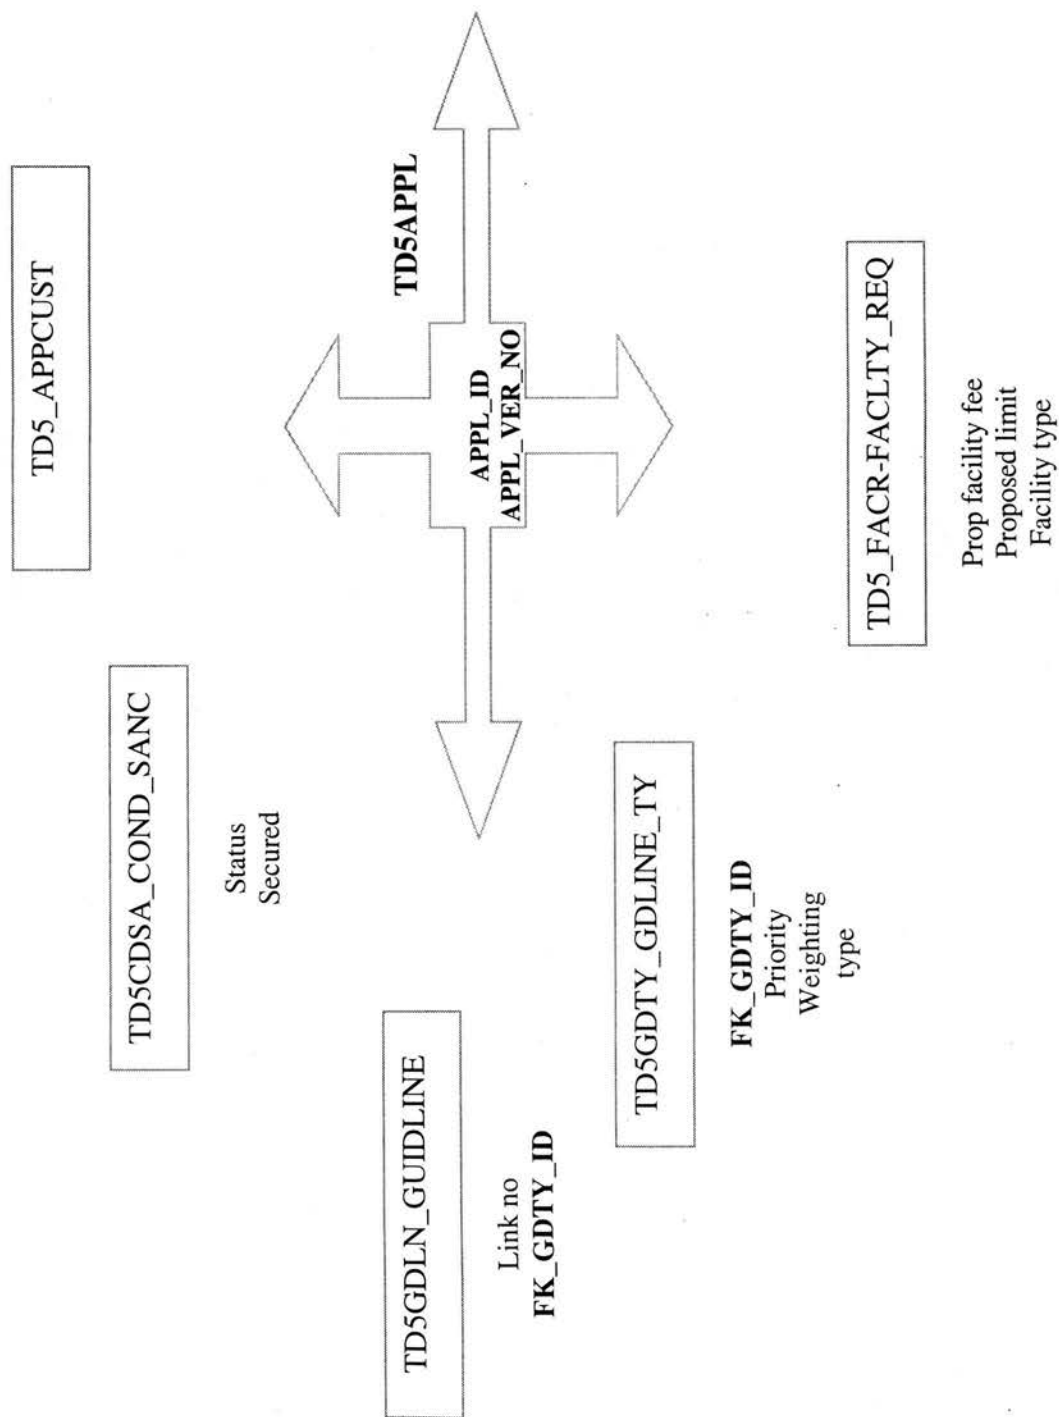 TD5_APPCUST
TD5CDSA_COND_SANC
Status
Secured
TD5APPL
TD5GDLN_GUIDLINE
Link no
FK_GDTY_ID
APPL_ID
APPL_VER_NO
TD5GDTY_GDLINE_TY
FK_GDTY_ID
Priority
Weighting
type
TD5_FACR-FACLTY_REQ
Prop facility fee
Proposed limit
Facility type